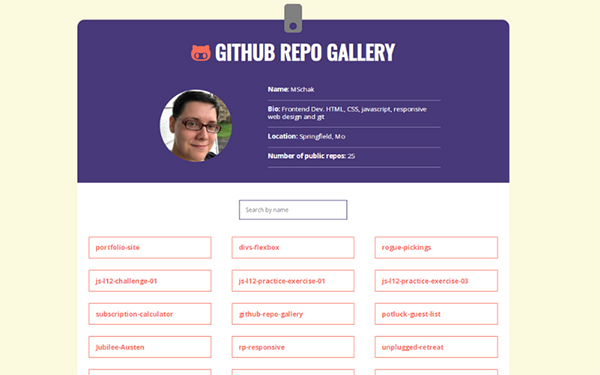 GITHUB REPO GALLERY
Name: MSchak
Bio: Frontend Dev. HTML, CSS, javascript, responsive
web design and git
Location: Springfield, Mo
Number of public repos: 25
Search by name
portfolio-site
divs-flexbox
rogue-pickings
js-l12-challenge-01
js-l12-practice-exercise-01
js-l12-practice-exercise-03
subscription-calculator
github-repo-gallery
potluck-guest-list
Jubilee-Austen
rp-responsive
unplugged-retreat